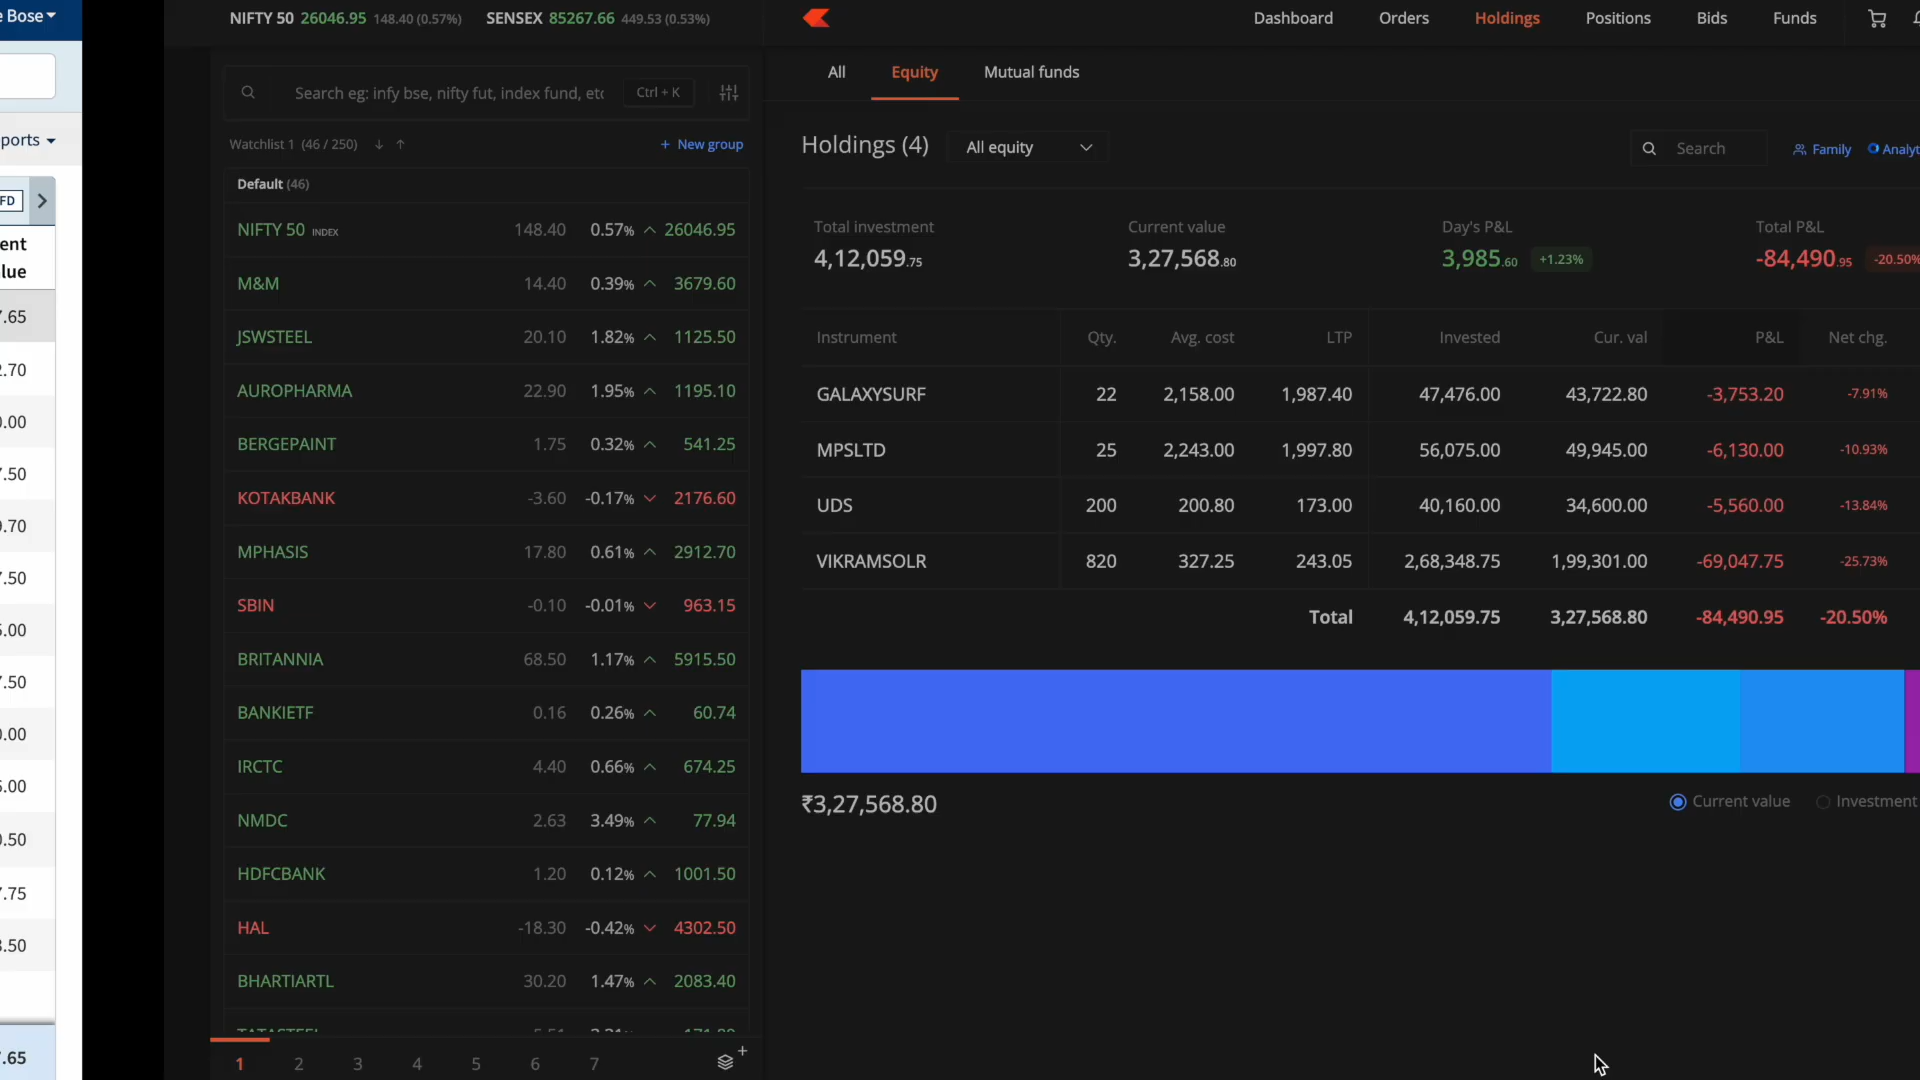 e Bose
ports
FD
ent
lue
.65
.70
.00
.50
.70
.50
.00
.50
.00
.00
.50
.75
.50
.65
NIFTY 50 26046.95 148.40 (0.57%) SENSEX 85267.66 449.53 (0.53%)
Search eg: infy bse, nifty fut, index fund, etc Ctrl + K
Watchlist 1 (46 / 250) ↓ ↑ + New group
Default (46)
NIFTY 50 INDEX 148.40 0.57% 26046.95
M&M 14.40 0.39% 3679.60
JSWSTEEL 20.10 1.82% 1125.50
AUROPHARMA 22.90 1.95% 1195.10
BERGEPAINT 1.75 0.32% 541.25
KOTAKBANK -3.60 -0.17% 2176.60
MPHASIS 17.80 0.61% 2912.70
SBIN -0.10 -0.01% 963.15
BRITANNIA 68.50 1.17% 5915.50
BANKIETF 0.16 0.26% 60.74
IRCTC 4.40 0.66% 674.25
NMDC 2.63 3.49% 77.94
HDFCBANK 1.20 0.12% 1001.50
HAL -18.30 -0.42% 4302.50
BHARTIARTL 30.20 1.47% 2083.40
1 2 3 4 5 6 7
Dashboard Orders Holdings Positions Bids Funds
All Equity Mutual funds
Holdings (4) All equity Search Family Analyt
Total investment Current value Day's P&L Total P&L
4,12,059.75 3,27,568.80 3,985.60 +1.23% -84,490.95 -20.50%
Instrument Qty. Avg. cost LTP Invested Cur. val P&L Net chg.
GALAXYSURF 22 2,158.00 1,987.40 47,476.00 43,722.80 -3,753.20 -7.91%
MPSLTD 25 2,243.00 1,997.80 56,075.00 49,945.00 -6,130.00 -10.93%
UDS 200 200.80 173.00 40,160.00 34,600.00 -5,560.00 -13.84%
VIKRAMSOLR 820 327.25 243.05 2,68,348.75 1,99,301.00 -69,047.75 -25.73%
Total 4,12,059.75 3,27,568.80 -84,490.95 -20.50%
₹3,27,568.80 Current value Investment